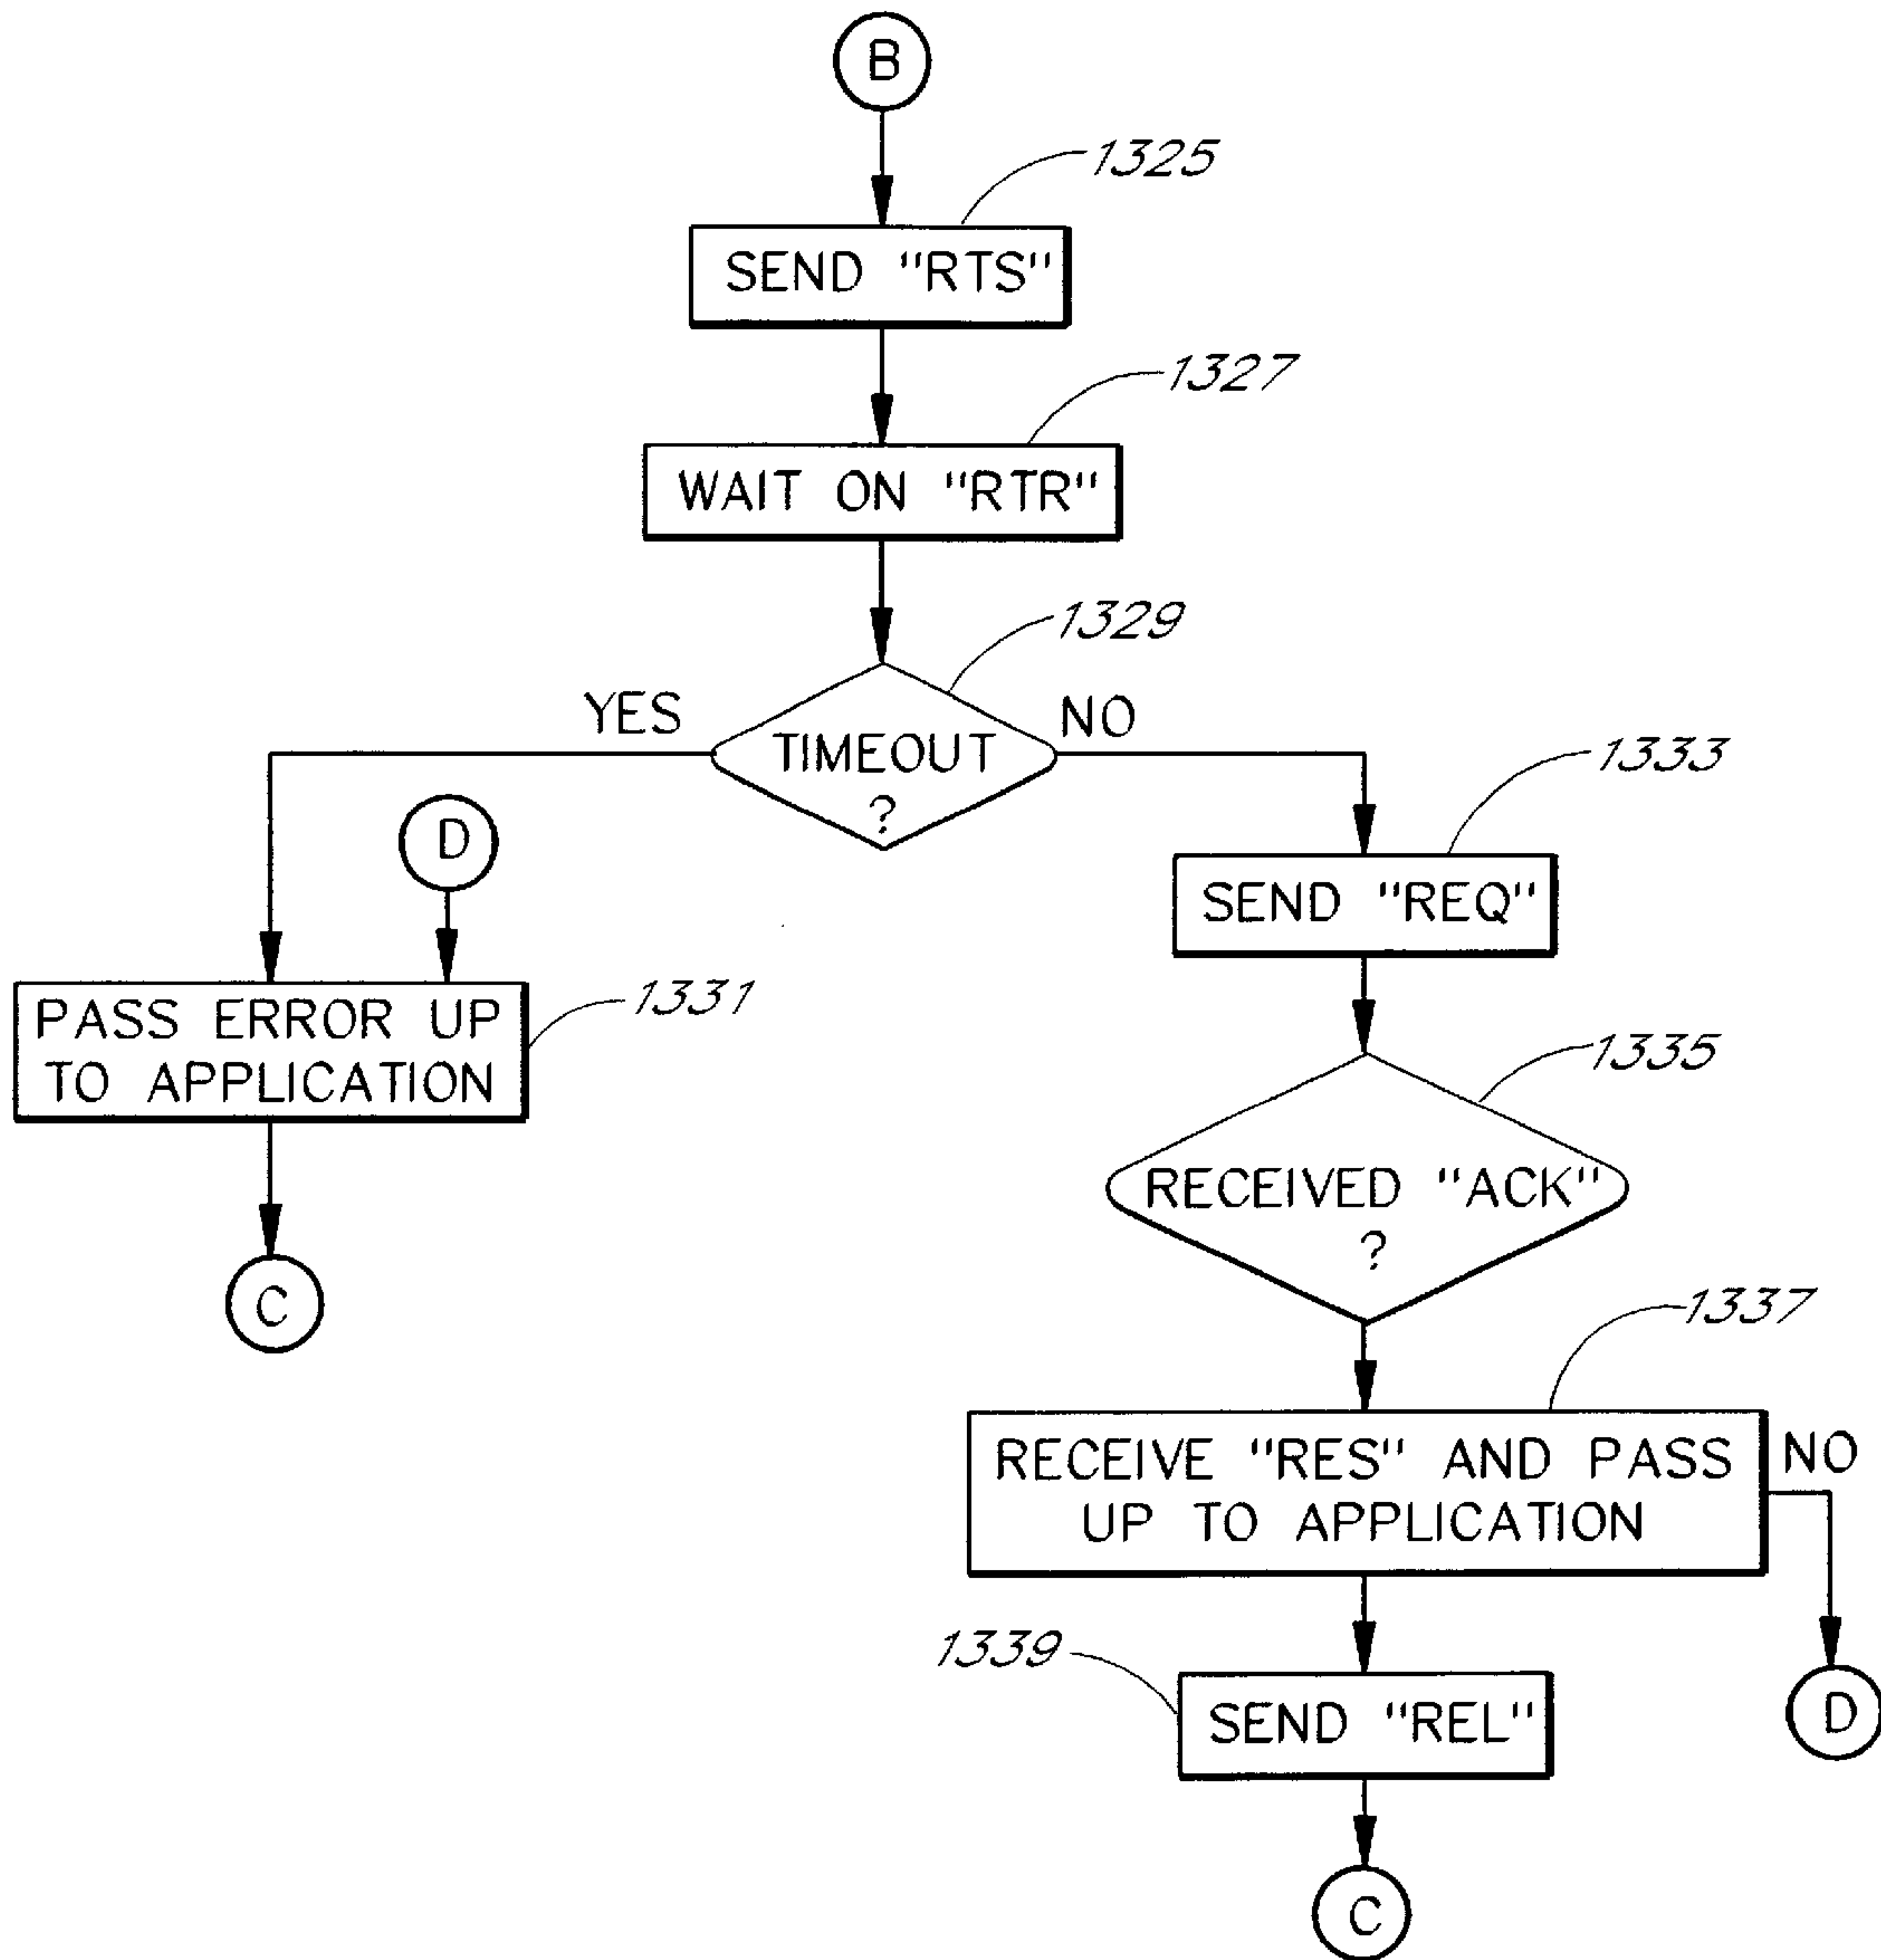 B
1325
SEND "RTS"
1327
WAIT ON "RTR"
1329
YES
NO
TIMEOUT
?
1333
D
SEND "REQ"
1331
PASS ERROR UP
TO APPLICATION
1335
RECEIVED "ACK"
?
C
1337
RECEIVE "RES" AND PASS
UP TO APPLICATION
NO
1339
SEND "REL"
D
C